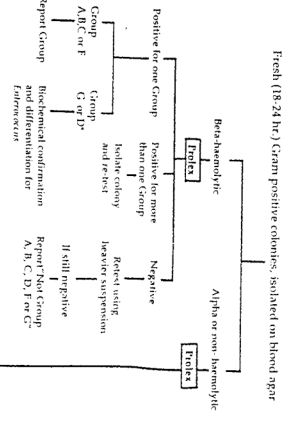 Fresh (18-24 hr.) Gram positive colonies, isolated on blood agar
Beta-haemolytic
Alpha or non-haemolytic
Prolex
Prolex
Positive for one Group
Positive for more
than one Group
Negative
Group
A,B,C or F
Group
G or D*
Isolate colony
and re-test
Retest using
heavier suspension
If still negative
Report Group
Biochemical confirmation
and differentiation for
Enterococcus
Report "Not Group
A, B, C, D, F or G"